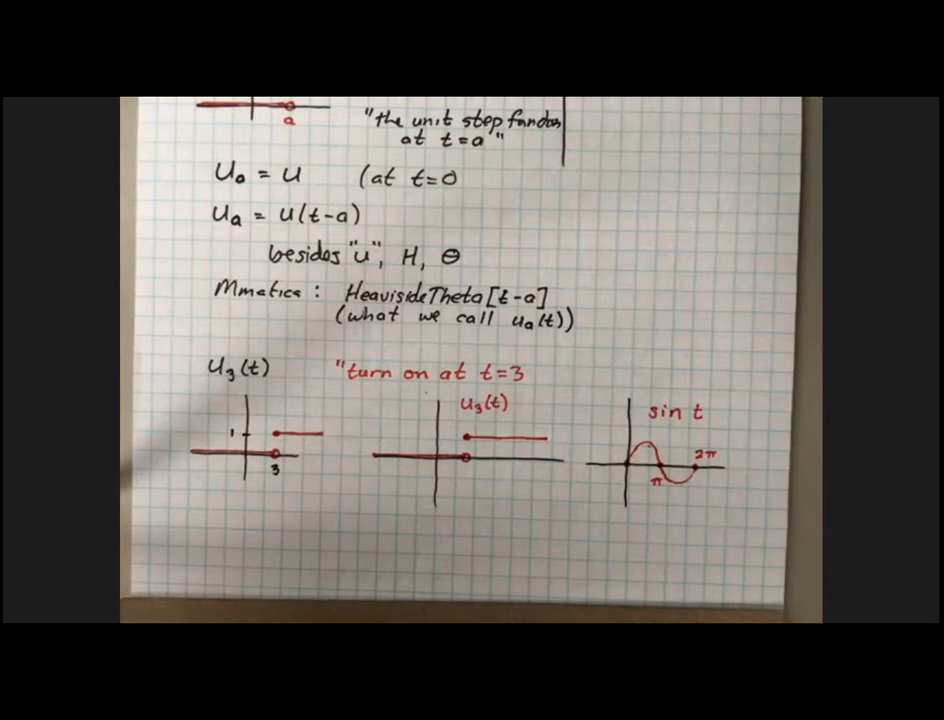 a
"the unit step functon
at t=a"
u₀ = u (at t=0
uₐ = u(t-a)
besides "u", H, θ
Mmatica: HeavisideTheta[t-a]
(what we call uₐ(t))
u₃(t) "turn on at t=3
u₃(t) sin t
1
3
π 2π